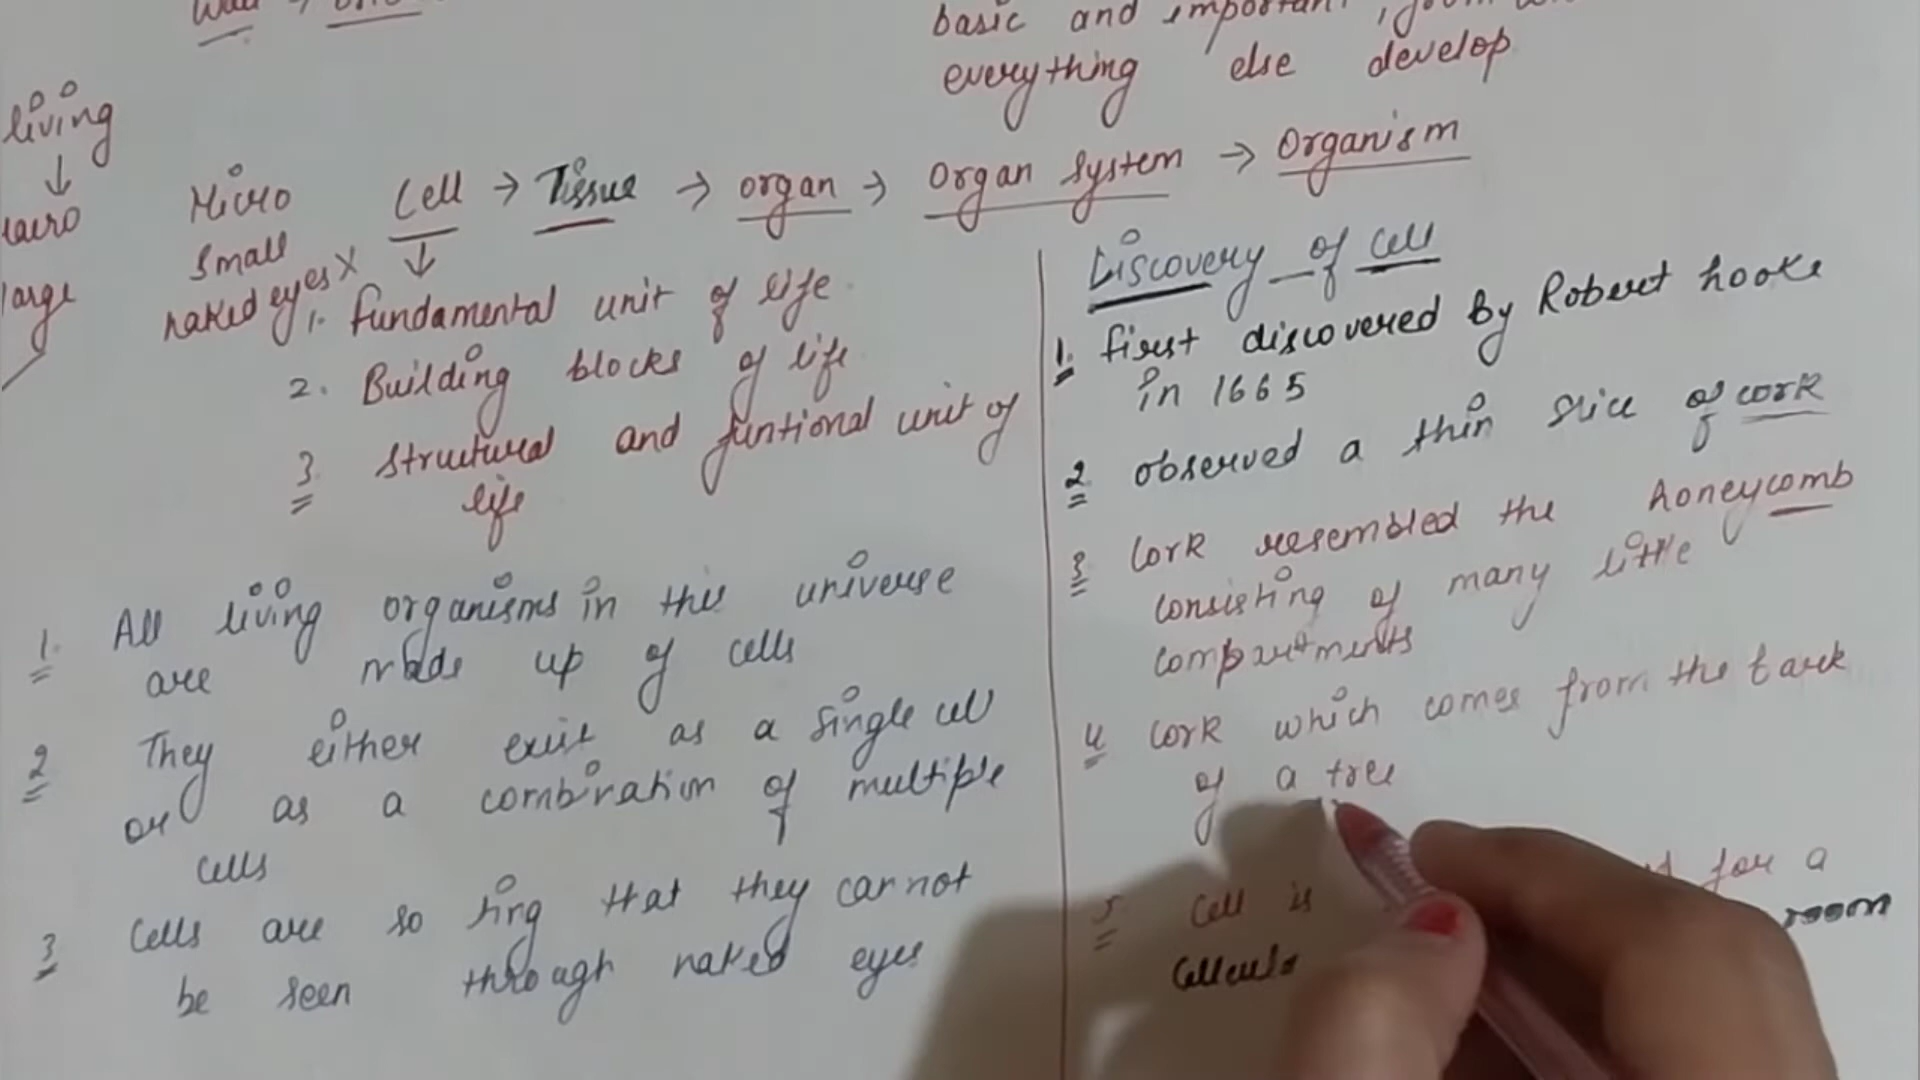 basic and important,
everything else develop
living
Micro Cell → Tissue → organ → Organ System → Organism
Small
large
naked eyes x
1. fundamental unit of life
2. Building blocks of life
3. Structural and funtional unit of
life
1. All living organisms in this universe
are made up of cells
2 They either exist as a single cell
or as a combination of multiple
cells
3 Cells are so ting that they cannot
be seen through naked eyes
Discovery of Cell
1. first discovered by Robert hooke
in 1665
2 observed a thin slice of cork
3 Cork resembled the honeycomb
consisting of many little
compartments
4 Cork which comes from the bark
of a tree
5. Cell is for a
room